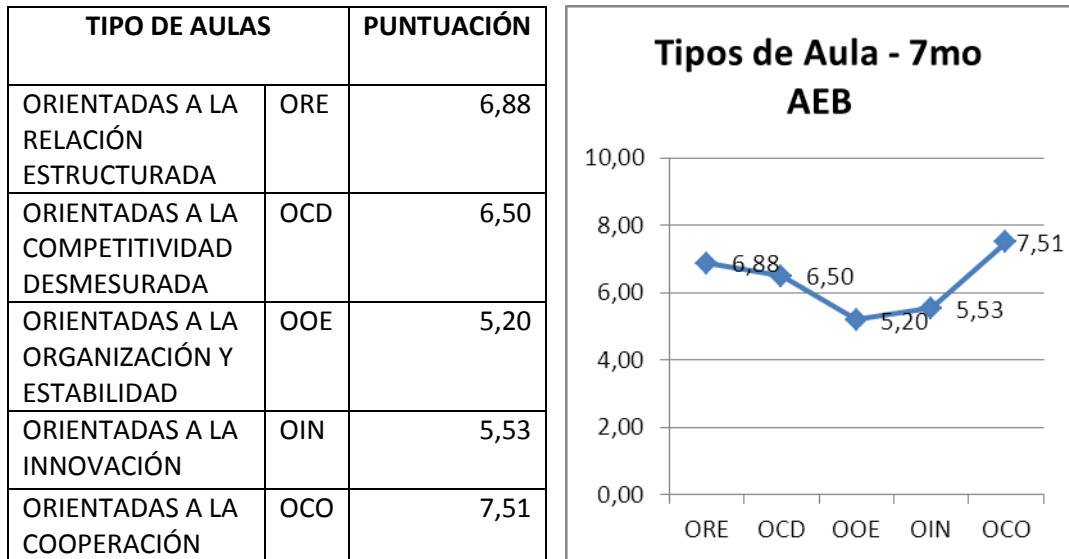 TIPO DE AULAS
PUNTUACIÓN
ORIENTADAS A LA
RELACIÓN
ESTRUCTURADA
ORE
6,88
ORIENTADAS A LA
COMPETITIVIDAD
DESMESURADA
OCD
6,50
ORIENTADAS A LA
ORGANIZACIÓN Y
ESTABILIDAD
OOE
5,20
ORIENTADAS A LA
INNOVACIÓN
OIN
5,53
ORIENTADAS A LA
COOPERACIÓN
OCO
7,51
Tipos de Aula - 7mo
AEB
10,00
8,00
6,00
4,00
2,00
0,00
6,88
6,50
5,20
5,53
7,51
ORE OCD OOE OIN OCO